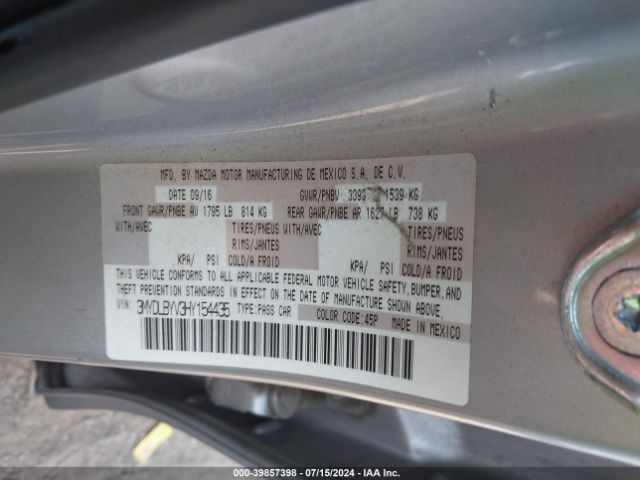 MFD. BY MAZDA MOTOR MANUFACTURING DE MEXICO S.A. DE C.V.
DATE 09/16 GVWR/PNBV 1539 KG
FRONT GAWR/PNBE AV 1795 LB 814 KG REAR GAWR/PNBE AR 1627 LB 738 KG
WITH/AVEC TIRES/PNEUS WITH/AVEC TIRES/PNEUS
RIMS/JANTES RIMS/JANTES
KPA/ PSI COLD/A FROID KPA/ PSI COLD/A FROID
THIS VEHICLE CONFORMS TO ALL APPLICABLE FEDERAL MOTOR VEHICLE SAFETY, BUMPER, AND
THEFT PREVENTION STANDARDS IN EFFECT ON THE DATE OF MANUFACTURE SHOWN ABOVE.
VIN: 3MYDLBYV3HY154435 TYPE: PASS CAR COLOR CODE: 45P MADE IN MEXICO
000-39857398 - 07/15/2024 - IAA Inc.